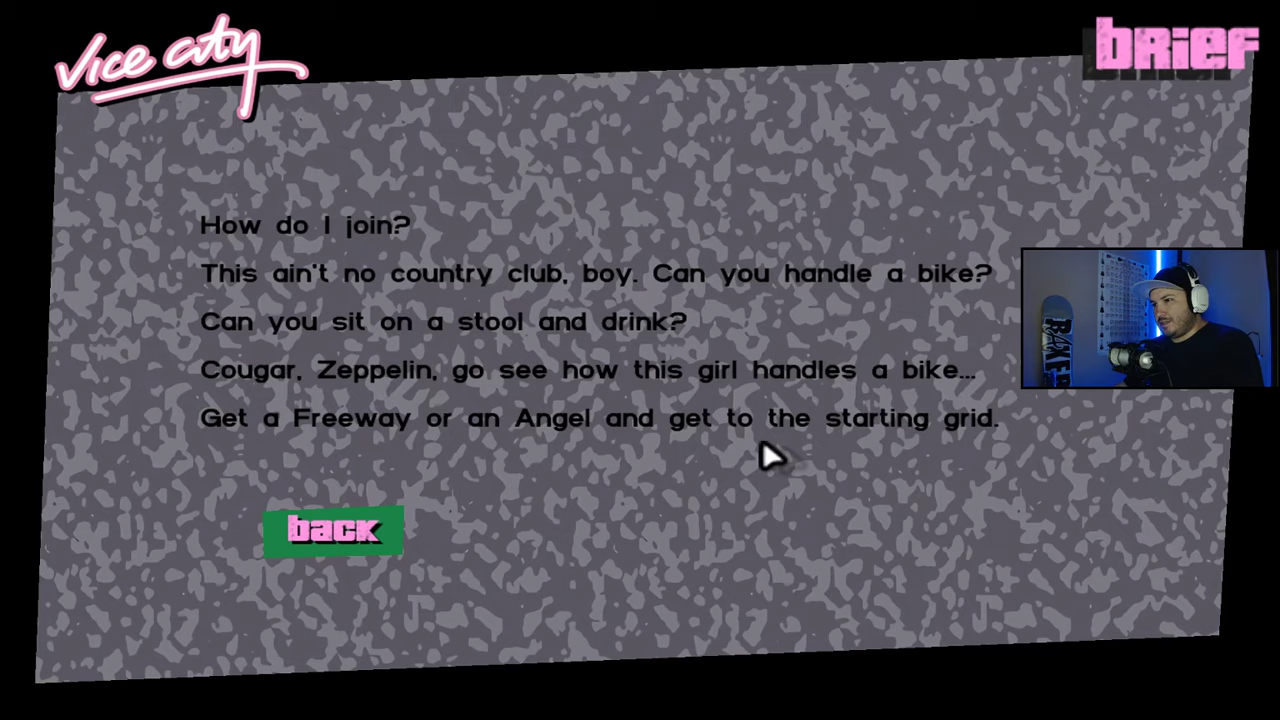 vice city
brief
How do I join?
This ain't no country club, boy. Can you handle a bike?
Can you sit on a stool and drink?
Cougar, Zeppelin, go see how this girl handles a bike...
Get a Freeway or an Angel and get to the starting grid.
back